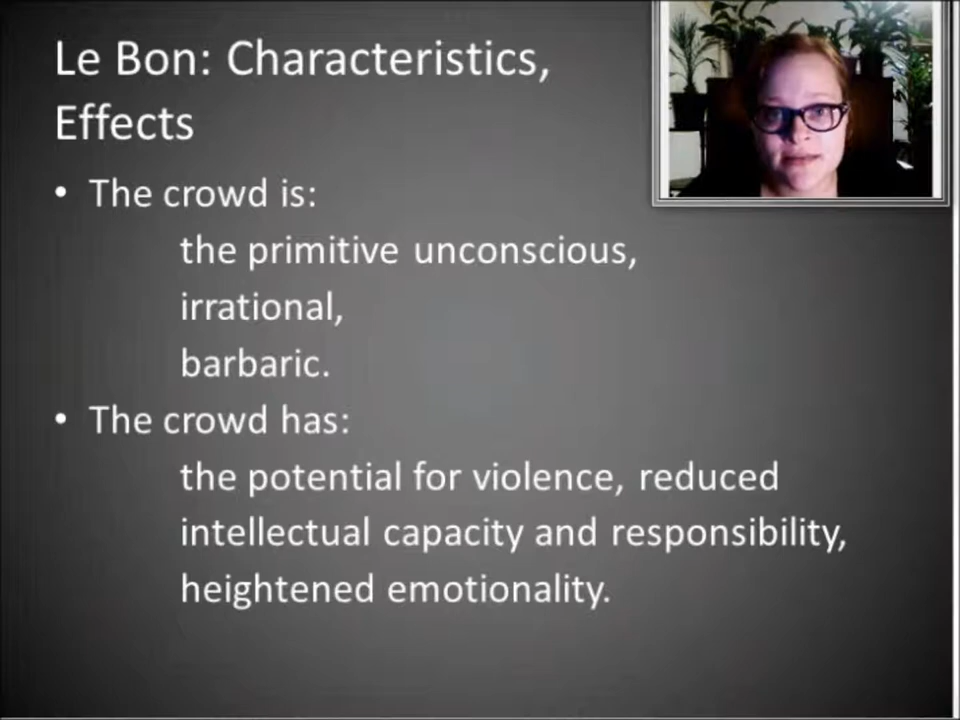 Le Bon: Characteristics,
Effects
• The crowd is:
the primitive unconscious,
irrational,
barbaric.
• The crowd has:
the potential for violence, reduced
intellectual capacity and responsibility,
heightened emotionality.